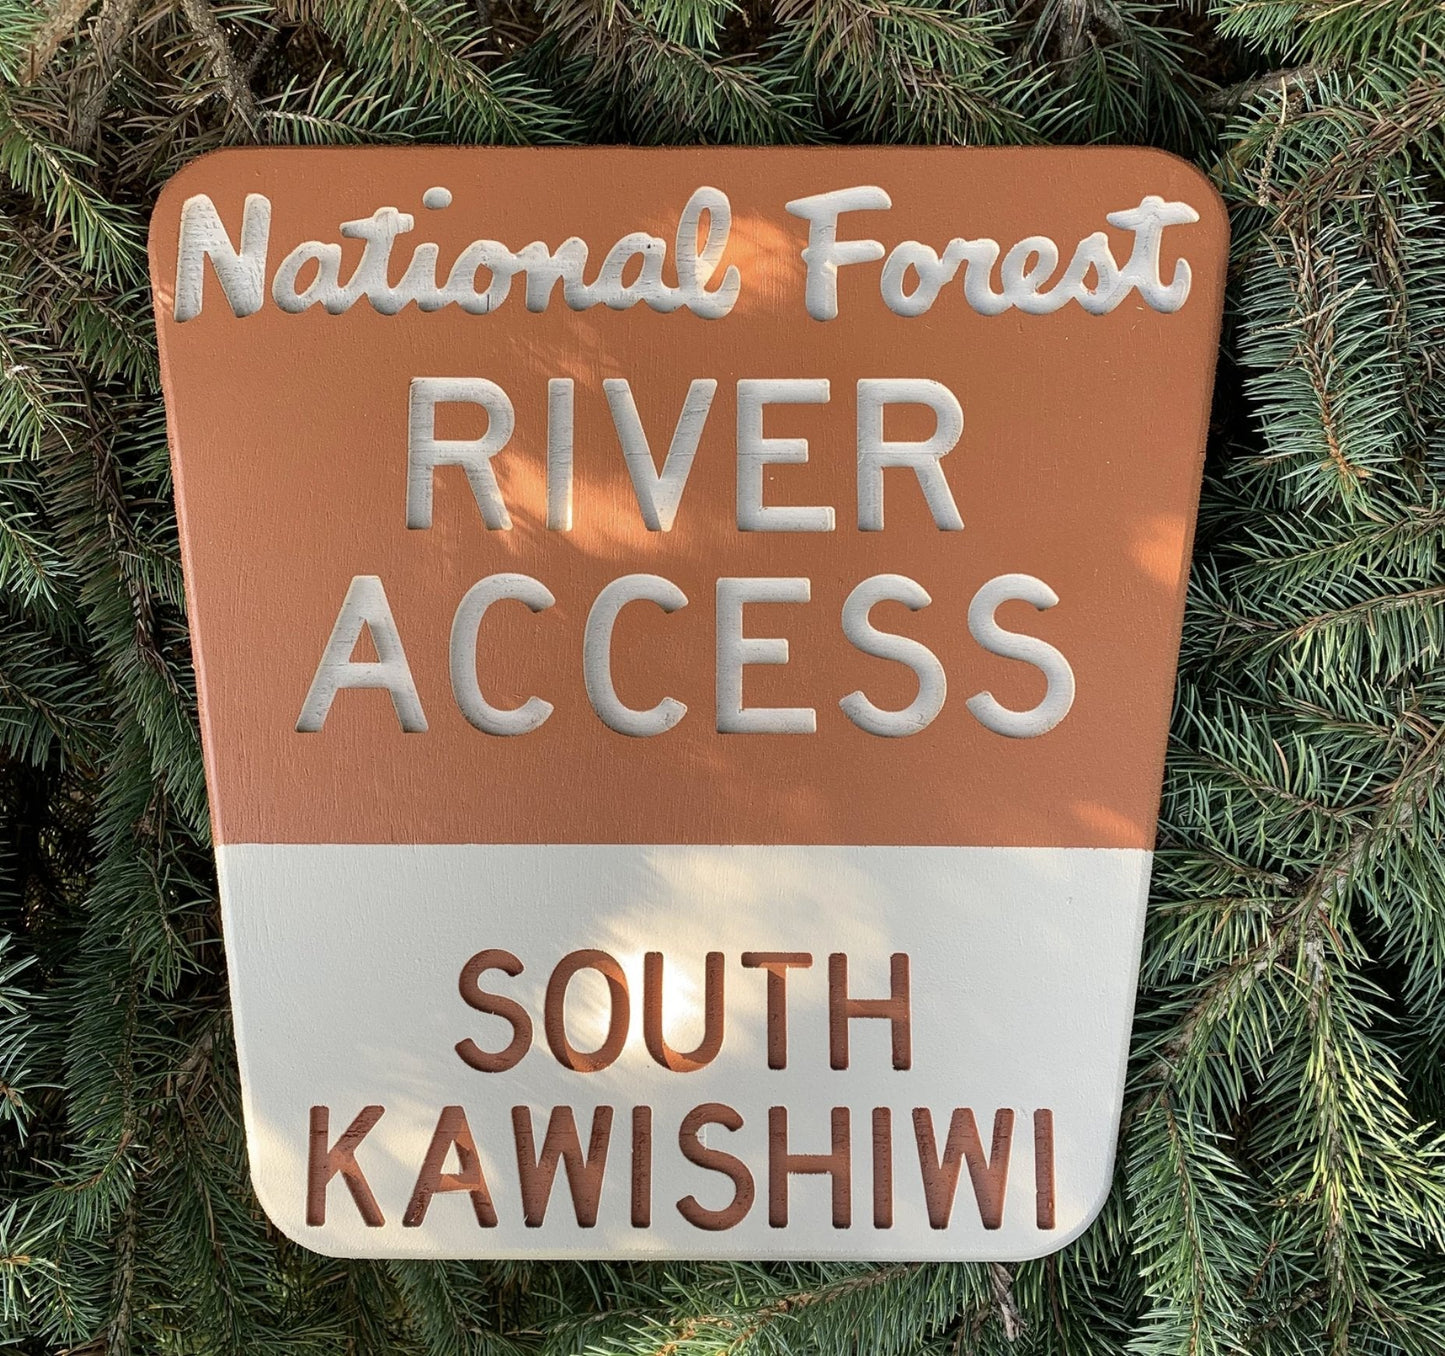 National Forest
RIVER
ACCESS
SOUTH
KAWISHIWI